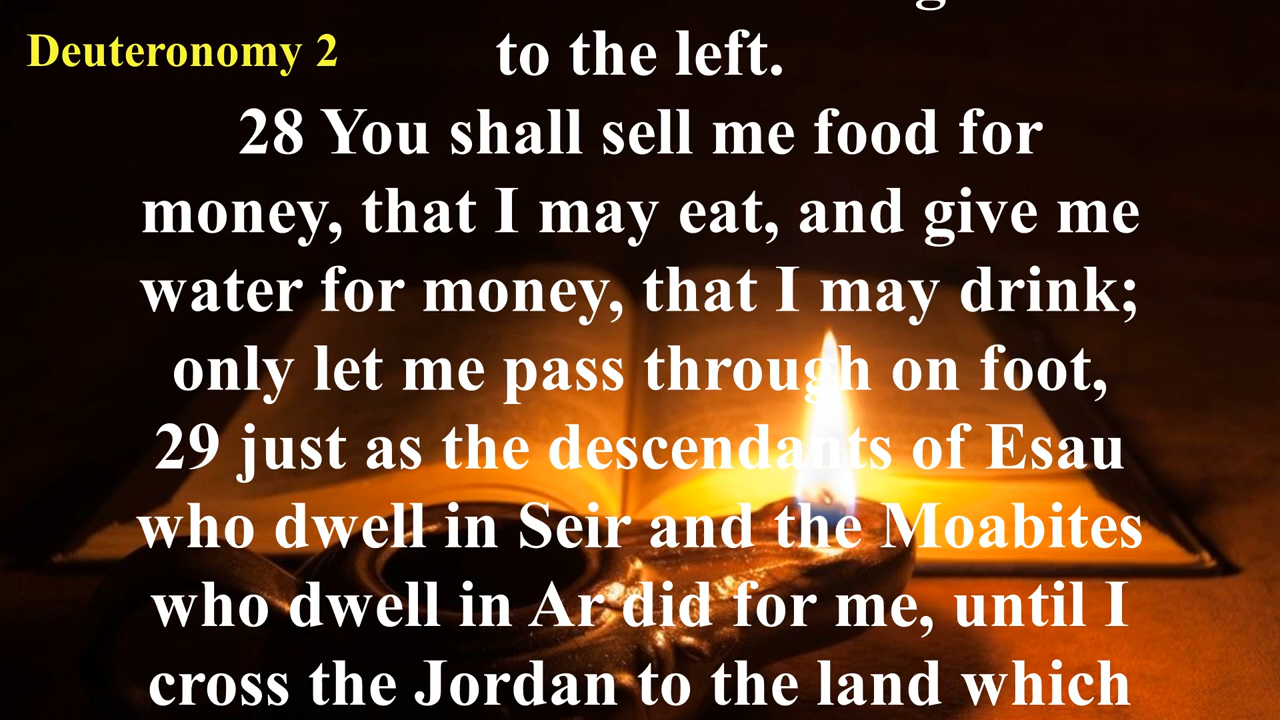 Deuteronomy 2
to the left.
28 You shall sell me food for
money, that I may eat, and give me
water for money, that I may drink;
only let me pass through on foot,
29 just as the descendants of Esau
who dwell in Seir and the Moabites
who dwell in Ar did for me, until I
cross the Jordan to the land which